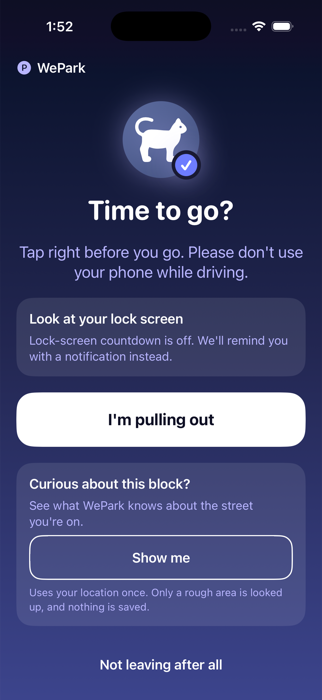 1:52
P WePark
Time to go?
Tap right before you go. Please don't use
your phone while driving.
Look at your lock screen
Lock-screen countdown is off. We'll remind you
with a notification instead.
I'm pulling out
Curious about this block?
See what WePark knows about the street
you're on.
Show me
Uses your location once. Only a rough area is looked
up, and nothing is saved.
Not leaving after all